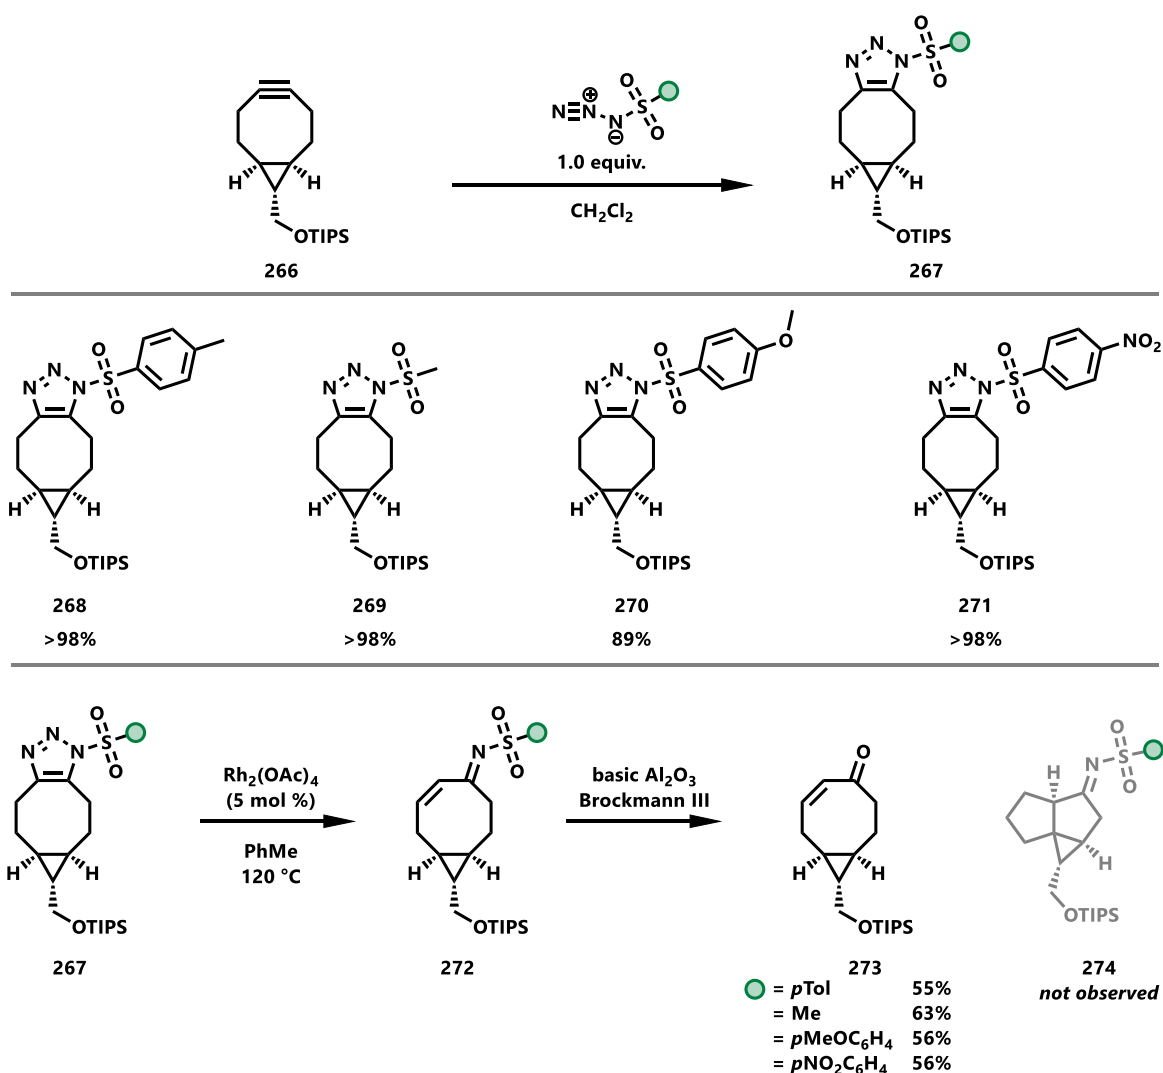 N≡N⊕ N⊖ S O O
1.0 equiv.
CH2Cl2
H H
OTIPS
266
N N N S O O
H H
OTIPS
267
N N N S O O
H H
OTIPS
268
>98%
N N N S O O
H H
OTIPS
269
>98%
N N N S O O O
H H
OTIPS
270
89%
N N N S O O NO2
H H
OTIPS
271
>98%
N N N S O O
H H
OTIPS
267
Rh2(OAc)4
(5 mol %)
PhMe
120 °C
N S O O
H H
OTIPS
272
basic Al2O3
Brockmann III
O
H H
OTIPS
273
= pTol 55%
= Me 63%
= pMeOC6H4 56%
= pNO2C6H4 56%
H N S O O
H
OTIPS
274
not observed